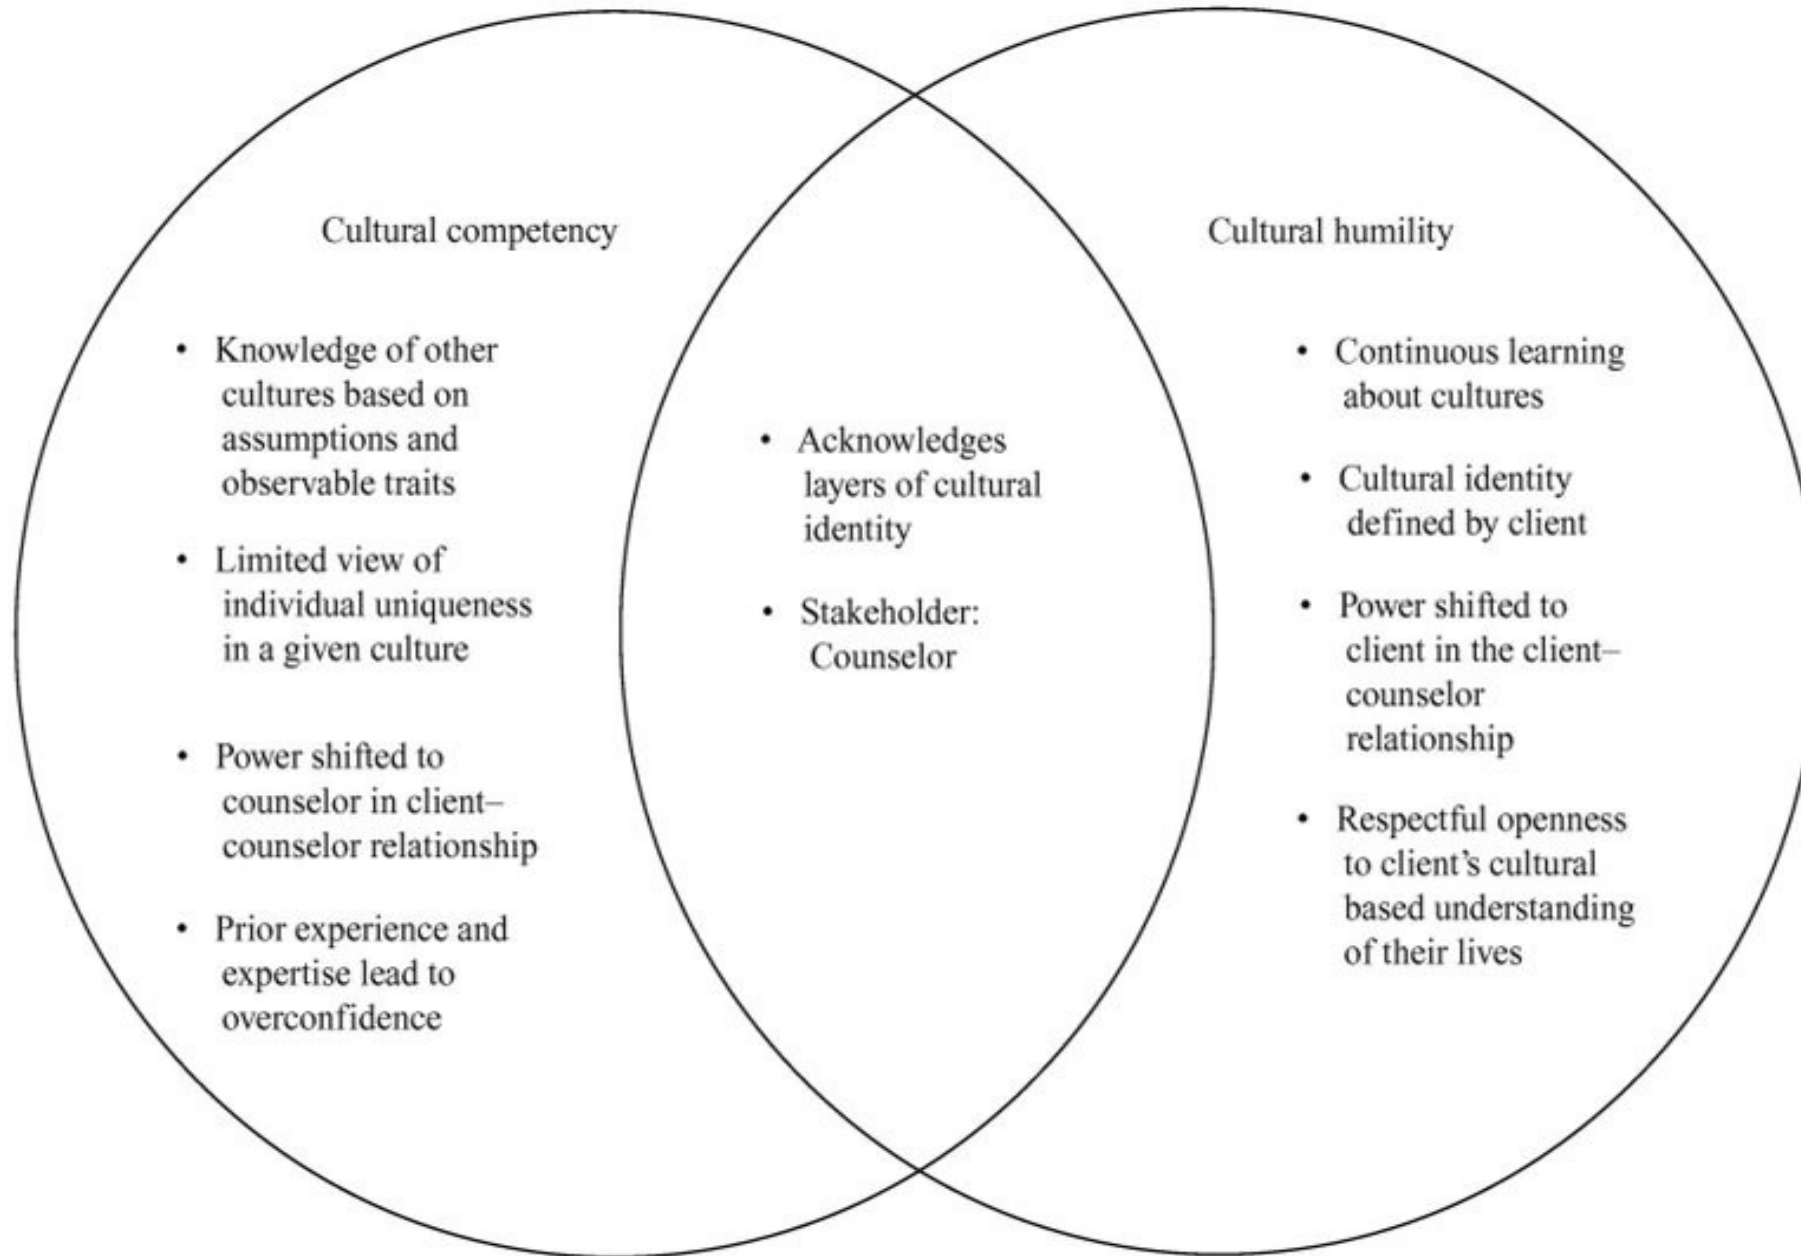 Cultural competency
• Knowledge of other
cultures based on
assumptions and
observable traits
• Limited view of
individual uniqueness
in a given culture
• Power shifted to
counselor in client–
counselor relationship
• Prior experience and
expertise lead to
overconfidence
• Acknowledges
layers of cultural
identity
• Stakeholder:
Counselor
Cultural humility
• Continuous learning
about cultures
• Cultural identity
defined by client
• Power shifted to
client in the client–
counselor
relationship
• Respectful openness
to client’s cultural
based understanding
of their lives